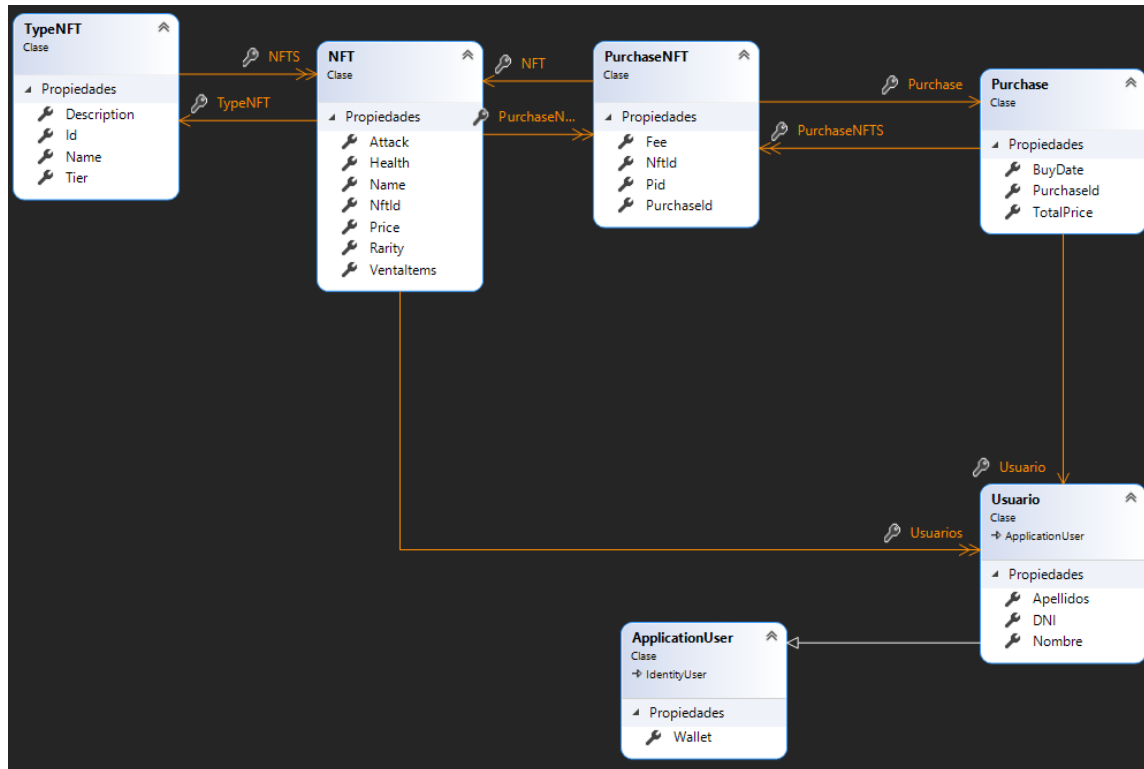 TypeNFT
Clase
Propiedades
Description
Id
Name
Tier
NFTS
TypeNFT
NFT
Clase
Propiedades
Attack
Health
Name
NftId
Price
Rarity
VentaItems
NFT
PurchaseN...
PurchaseNFT
Clase
Propiedades
Fee
NftId
Pid
PurchaseId
Purchase
PurchaseNFTS
Purchase
Clase
Propiedades
BuyDate
PurchaseId
TotalPrice
Usuario
Usuarios
Usuario
Clase
ApplicationUser
Propiedades
Apellidos
DNI
Nombre
ApplicationUser
Clase
IdentityUser
Propiedades
Wallet